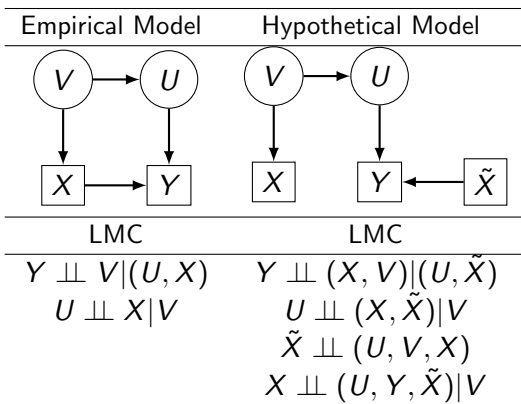 Empirical Model Hypothetical Model
V U V U
X Y X Y X̃
LMC LMC
Y ⫫ V|(U, X) Y ⫫ (X, V)|(U, X̃)
U ⫫ X|V U ⫫ (X, X̃)|V
X̃ ⫫ (U, V, X)
X ⫫ (U, Y, X̃)|V